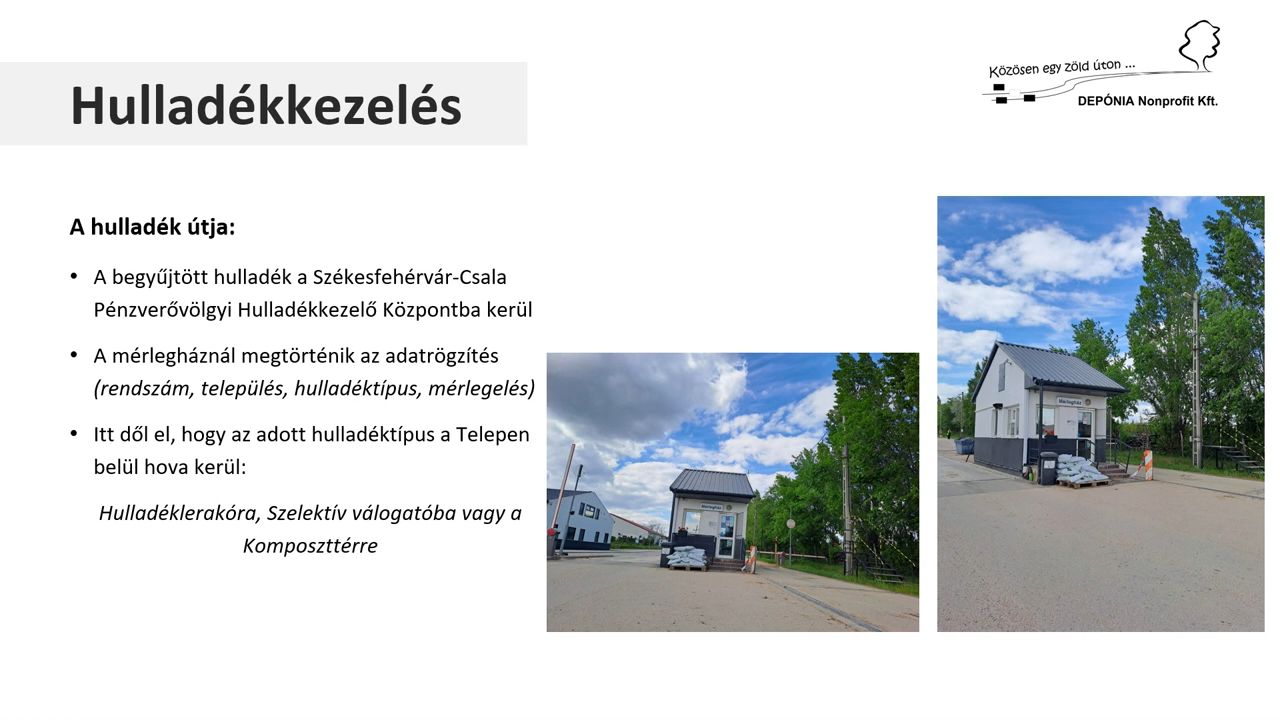 Hulladékkezelés
Közösen egy zöld úton ...
DEPÓNIA Nonprofit Kft.
A hulladék útja:
• A begyűjtött hulladék a Székesfehérvár-Csala
Pénzverővölgyi Hulladékkezelő Központba kerül
• A mérlegháznál megtörténik az adatrögzítés
(rendszám, település, hulladéktípus, mérlegelés)
• Itt dől el, hogy az adott hulladéktípus a Telepen
belül hova kerül:
Hulladéklerakóra, Szelektív válogatóba vagy a
Komposzttérre
Mérlegház
Mérlegház